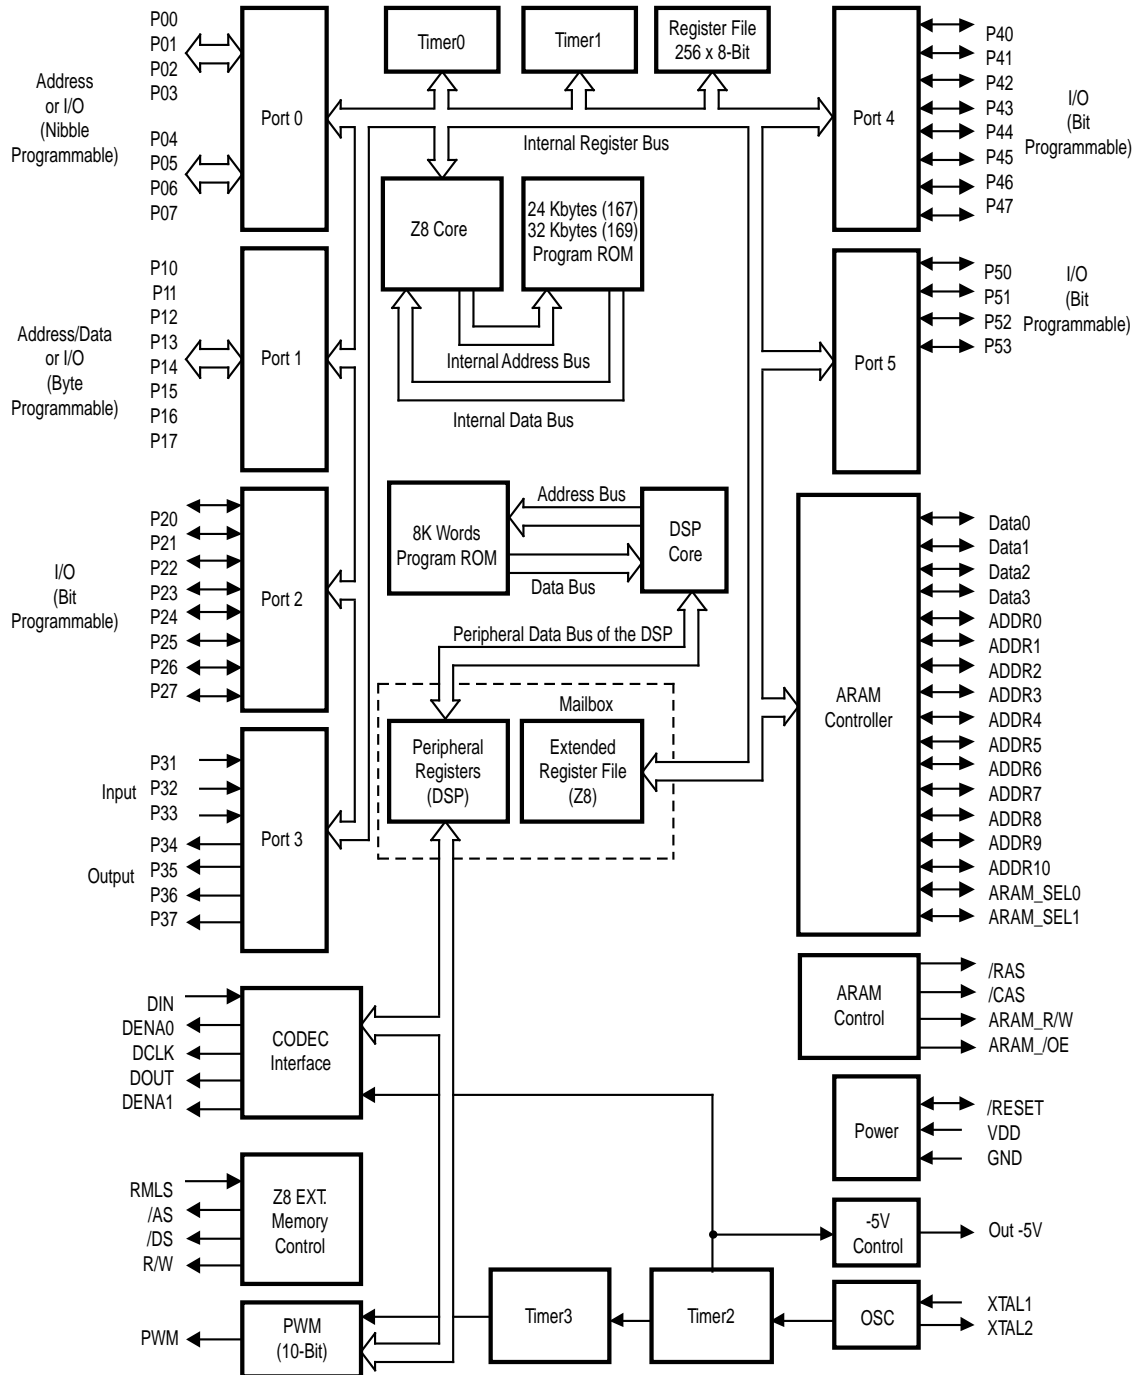 P00
P01
P02
P03
Address
or I/O
(Nibble
Programmable)
P04
P05
P06
P07
Port 0
Timer0
Timer1
Register File
256 x 8-Bit
Internal Register Bus
Port 4
P40
P41
P42
P43
P44
P45
P46
P47
I/O
(Bit
Programmable)
Z8 Core
24 Kbytes (167)
32 Kbytes (169)
Program ROM
Internal Address Bus
Internal Data Bus
P10
P11
P12
P13
P14
P15
P16
P17
Address/Data
or I/O
(Byte
Programmable)
Port 1
Port 5
P50
P51
P52
P53
I/O
(Bit
Programmable)
P20
P21
P22
P23
P24
P25
P26
P27
I/O
(Bit
Programmable)
Port 2
8K Words
Program ROM
Address Bus
Data Bus
DSP
Core
Peripheral Data Bus of the DSP
Mailbox
Peripheral
Registers
(DSP)
Extended
Register File
(Z8)
ARAM
Controller
Data0
Data1
Data2
Data3
ADDR0
ADDR1
ADDR2
ADDR3
ADDR4
ADDR5
ADDR6
ADDR7
ADDR8
ADDR9
ADDR10
ARAM_SEL0
ARAM_SEL1
Input
P31
P32
P33
Output
P34
P35
P36
P37
Port 3
ARAM
Control
/RAS
/CAS
ARAM_R/W
ARAM_/OE
DIN
DENA0
DCLK
DOUT
DENA1
CODEC
Interface
Power
/RESET
VDD
GND
RMLS
/AS
/DS
R/W
Z8 EXT.
Memory
Control
-5V
Control
Out -5V
PWM
PWM
(10-Bit)
Timer3
Timer2
OSC
XTAL1
XTAL2